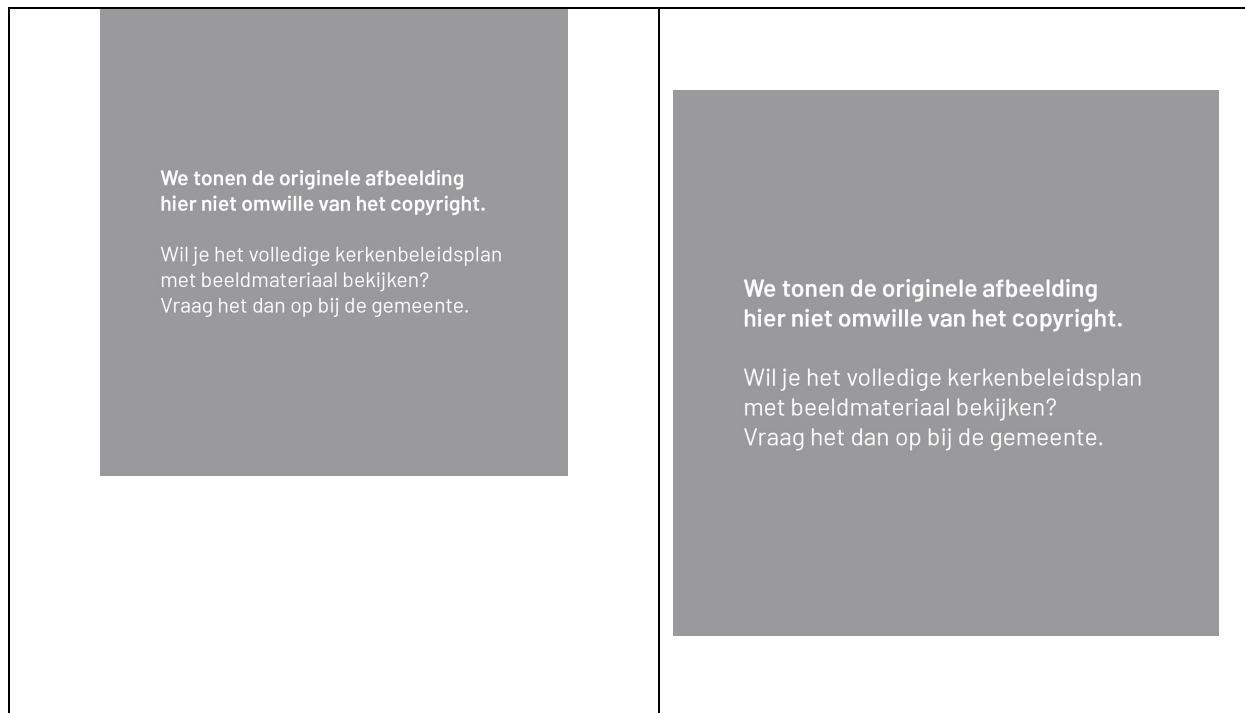 We tonen de originele afbeelding
hier niet omwille van het copyright.
Wil je het volledige kerkenbeleidsplan
met beeldmateriaal bekijken?
Vraag het dan op bij de gemeente.
We tonen de originele afbeelding
hier niet omwille van het copyright.
Wil je het volledige kerkenbeleidsplan
met beeldmateriaal bekijken?
Vraag het dan op bij de gemeente.